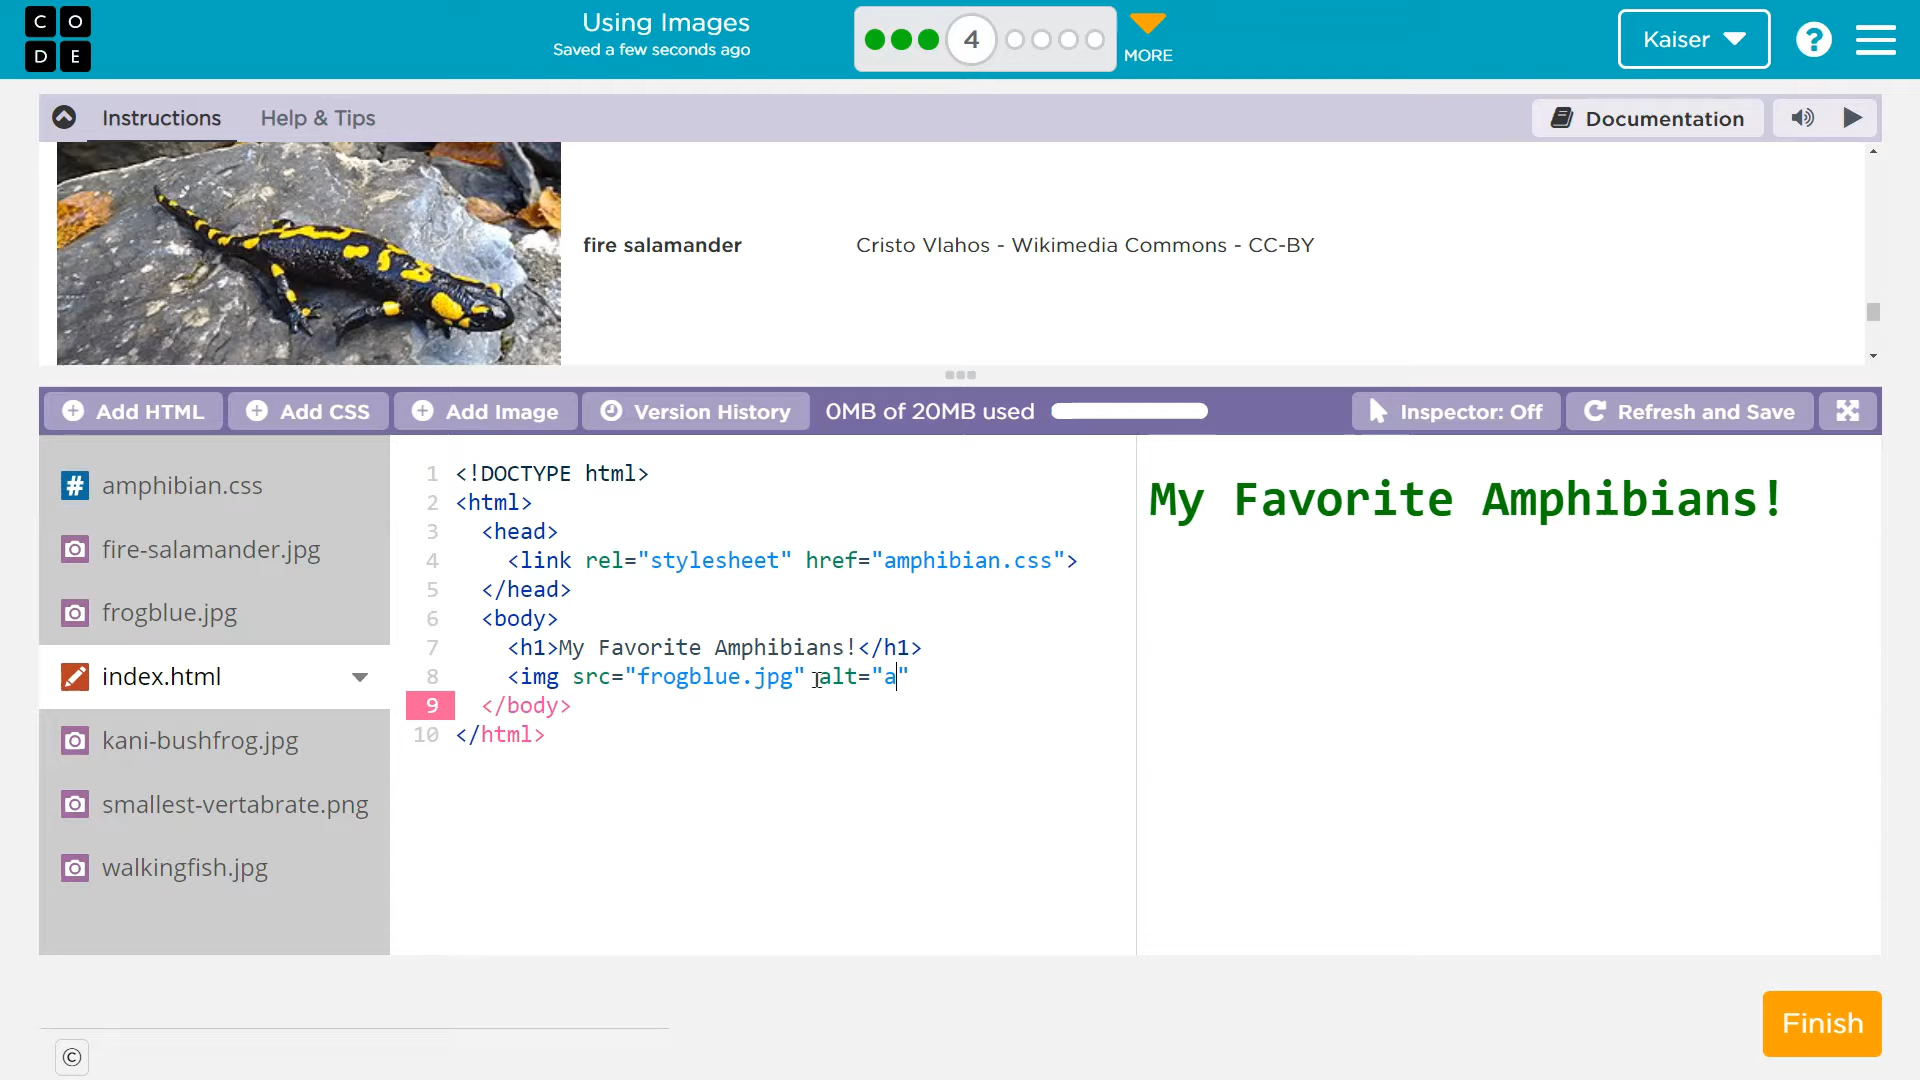 CODE
Using Images
Saved a few seconds ago
4
MORE
Kaiser
?
Instructions
Help & Tips
Documentation
fire salamander
Cristo Vlahos - Wikimedia Commons - CC-BY
Add HTML
Add CSS
Add Image
Version History
0MB of 20MB used
Inspector: Off
Refresh and Save
# amphibian.css
fire-salamander.jpg
frogblue.jpg
index.html
kani-bushfrog.jpg
smallest-vertabrate.png
walkingfish.jpg
1 <!DOCTYPE html>
2 <html>
3 <head>
4 <link rel="stylesheet" href="amphibian.css">
5 </head>
6 <body>
7 <h1>My Favorite Amphibians!</h1>
8 <img src="frogblue.jpg" alt="a"
9 </body>
10 </html>
My Favorite Amphibians!
Finish
©